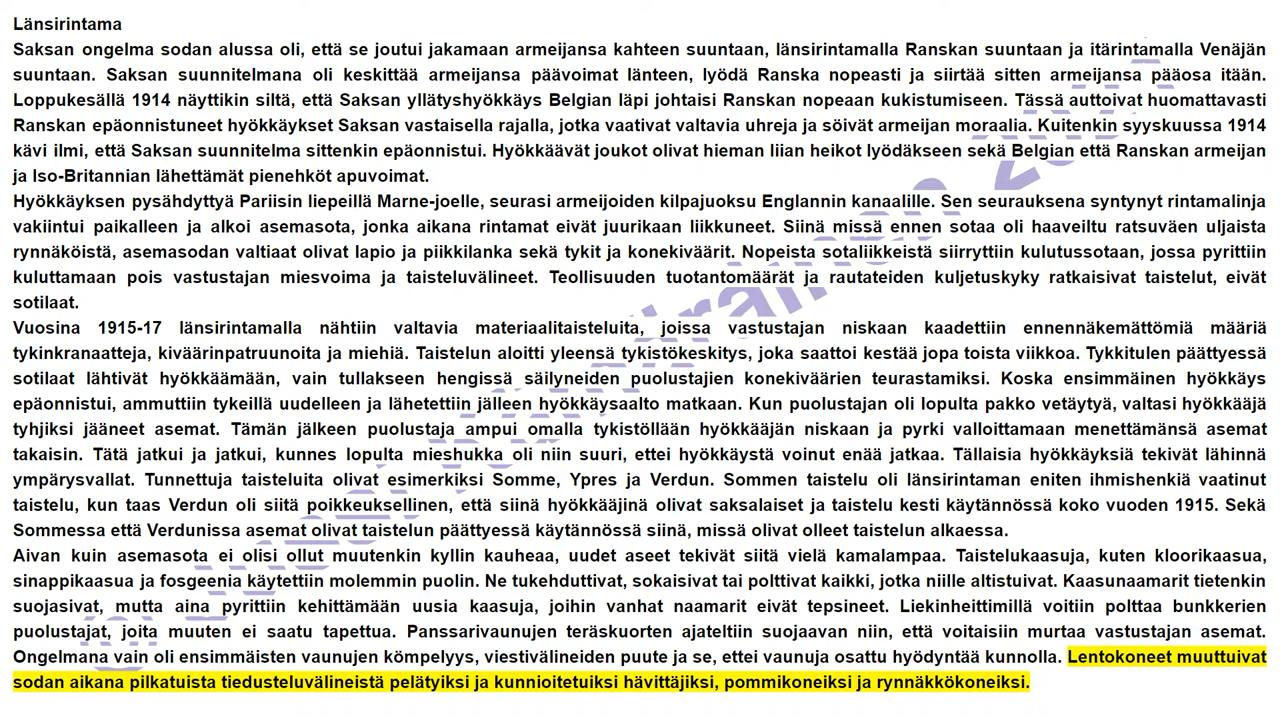 Länsirintama
Saksan ongelma sodan alussa oli, että se joutui jakamaan armeijansa kahteen suuntaan, länsirintamalla Ranskan suuntaan ja itärintamalla Venäjän
suuntaan. Saksan suunnitelmana oli keskittää armeijansa päävoimat länteen, lyödä Ranska nopeasti ja siirtää sitten armeijansa pääosa itään.
Loppukesällä 1914 näyttikin siltä, että Saksan yllätyshyökkäys Belgian läpi johtaisi Ranskan nopeaan kukistumiseen. Tässä auttoivat huomattavasti
Ranskan epäonnistuneet hyökkäykset Saksan vastaisella rajalla, jotka vaativat valtavia uhreja ja söivät armeijan moraalia. Kuitenkin syyskuussa 1914
kävi ilmi, että Saksan suunnitelma sittenkin epäonnistui. Hyökkäävät joukot olivat hieman liian heikot lyödäkseen sekä Belgian että Ranskan armeijan
ja Iso-Britannian lähettämät pienehköt apuvoimat.
Hyökkäyksen pysähdyttyä Pariisin liepeillä Marne-joelle, seurasi armeijoiden kilpajuoksu Englannin kanaalille. Sen seurauksena syntynyt rintamalinja
vakiintui paikalleen ja alkoi asemasota, jonka aikana rintamat eivät juurikaan liikkuneet. Siinä missä ennen sotaa oli haaveiltu ratsuväen uljaista
rynnäköistä, asemasodan valtiaat olivat lapio ja piikkilanka sekä tykit ja konekiväärit. Nopeista sotaliikkeistä siirryttiin kulutussotaan, jossa pyrittiin
kuluttamaan pois vastustajan miesvoima ja taisteluvälineet. Teollisuuden tuotantomäärät ja rautateiden kuljetuskyky ratkaisivat taistelut, eivät
sotilaat.
Vuosina 1915-17 länsirintamalla nähtiin valtavia materiaalitaisteluita, joissa vastustajan niskaan kaadettiin ennennäkemättömiä määriä
tykinkranaatteja, kiväärinpatruunoita ja miehiä. Taistelun aloitti yleensä tykistökeskitys, joka saattoi kestää jopa toista viikkoa. Tykkitulen päättyessä
sotilaat lähtivät hyökkäämään, vain tullakseen hengissä säilyneiden puolustajien konekiväärien teurastamiksi. Koska ensimmäinen hyökkäys
epäonnistui, ammuttiin tykeillä uudelleen ja lähetettiin jälleen hyökkäysaalto matkaan. Kun puolustajan oli lopulta pakko vetäytyä, valtasi hyökkääjä
tyhjiksi jääneet asemat. Tämän jälkeen puolustaja ampui omalla tykistöllään hyökkääjän niskaan ja pyrki valloittamaan menettämänsä asemat
takaisin. Tätä jatkui ja jatkui, kunnes lopulta mieshukka oli niin suuri, ettei hyökkäystä voinut enää jatkaa. Tällaisia hyökkäyksiä tekivät lähinnä
ympärysvallat. Tunnettuja taisteluita olivat esimerkiksi Somme, Ypres ja Verdun. Sommen taistelu oli länsirintaman eniten ihmishenkiä vaatinut
taistelu, kun taas Verdun oli siitä poikkeuksellinen, että siinä hyökkääjinä olivat saksalaiset ja taistelu kesti käytännössä koko vuoden 1915. Sekä
Sommessa että Verdunissa asemat olivat taistelun päättyessä käytännössä siinä, missä olivat olleet taistelun alkaessa.
Aivan kuin asemasota ei olisi ollut muutenkin kyllin kauheaa, uudet aseet tekivät siitä vielä kamalampaa. Taistelukaasuja, kuten kloorikaasua,
sinappikaasua ja fosgeenia käytettiin molemmin puolin. Ne tukehduttivat, sokaisivat tai polttivat kaikki, jotka niille altistuivat. Kaasunaamarit tietenkin
suojasivat, mutta aina pyrittiin kehittämään uusia kaasuja, joihin vanhat naamarit eivät tepsineet. Liekinheittimillä voitiin polttaa bunkkerien
puolustajat, joita muuten ei saatu tapettua. Panssarivaunujen teräskuorten ajateltiin suojaavan niin, että voitaisiin murtaa vastustajan asemat.
Ongelmana vain oli ensimmäisten vaunujen kömpelyys, viestivälineiden puute ja se, ettei vaunuja osattu hyödyntää kunnolla. Lentokoneet muuttuivat
sodan aikana pilkatuista tiedusteluvälineistä pelätyiksi ja kunnioitetuiksi hävittäjiksi, pommikoneiksi ja rynnäkkökoneiksi.